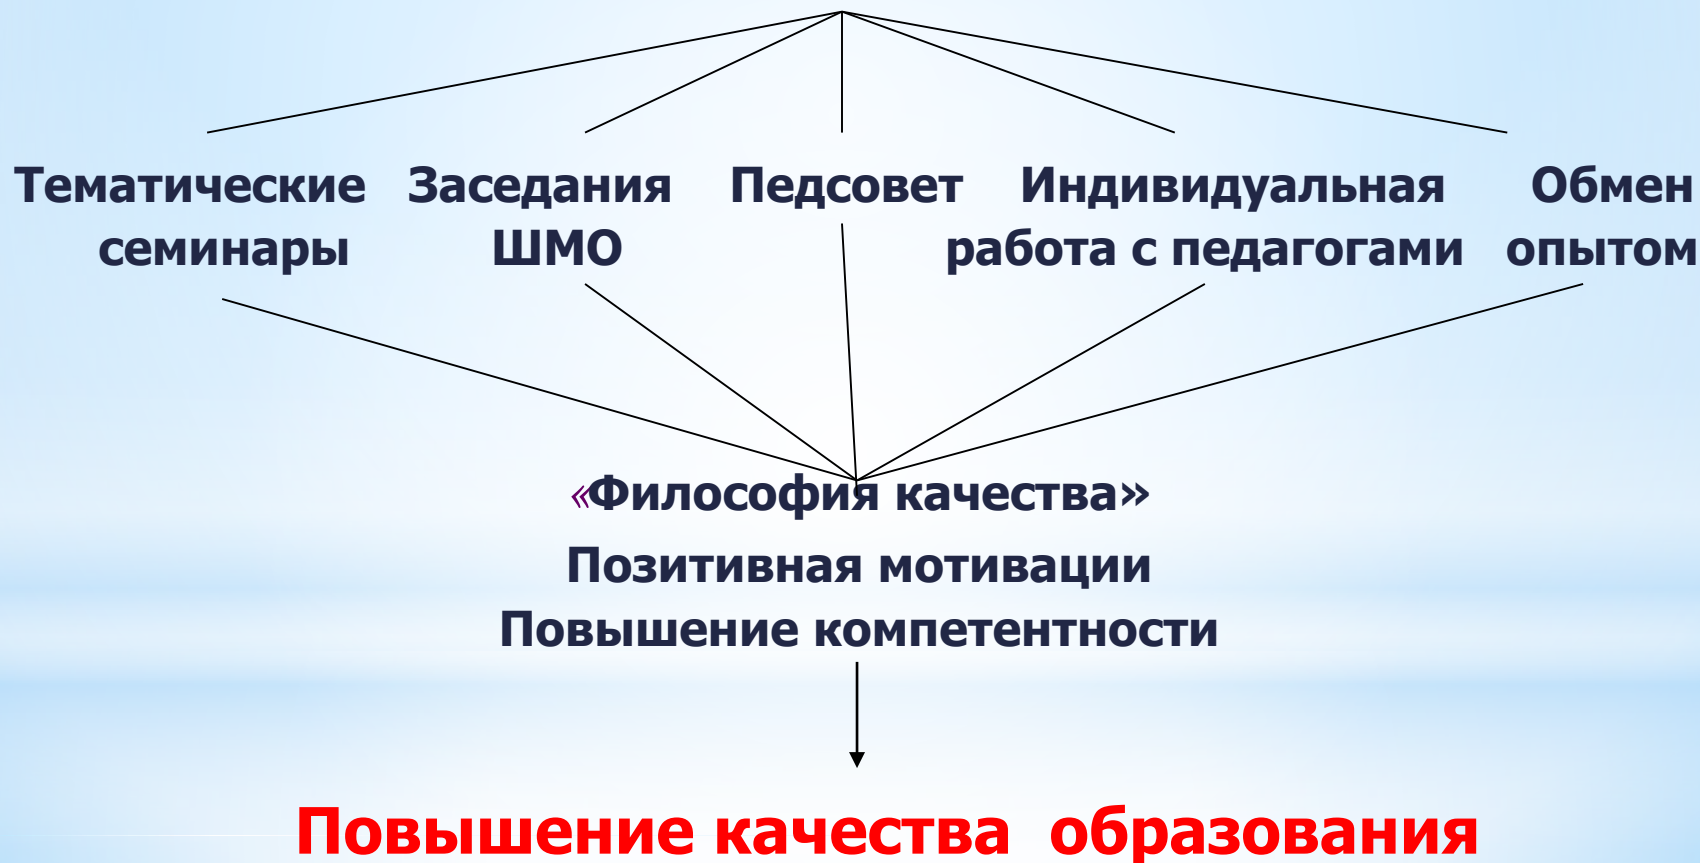 Тематические Заседания Педсовет Индивидуальная Обмен
семинары ШМО работа с педагогами опытом
«Философия качества»
Позитивная мотивации
Повышение компетентности
Повышение качества образования